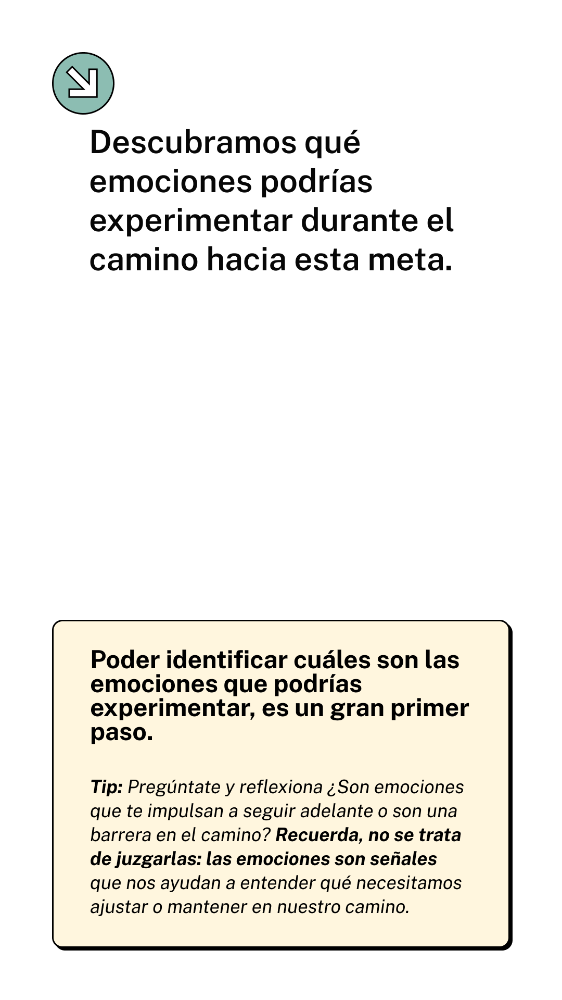 Descubramos qué
emociones podrías
experimentar durante el
camino hacia esta meta.
Poder identificar cuáles son las
emociones que podrías
experimentar, es un gran primer
paso.
Tip: Pregúntate y reflexiona ¿Son emociones
que te impulsan a seguir adelante o son una
barrera en el camino? Recuerda, no se trata
de juzgarlas: las emociones son señales
que nos ayudan a entender qué necesitamos
ajustar o mantener en nuestro camino.